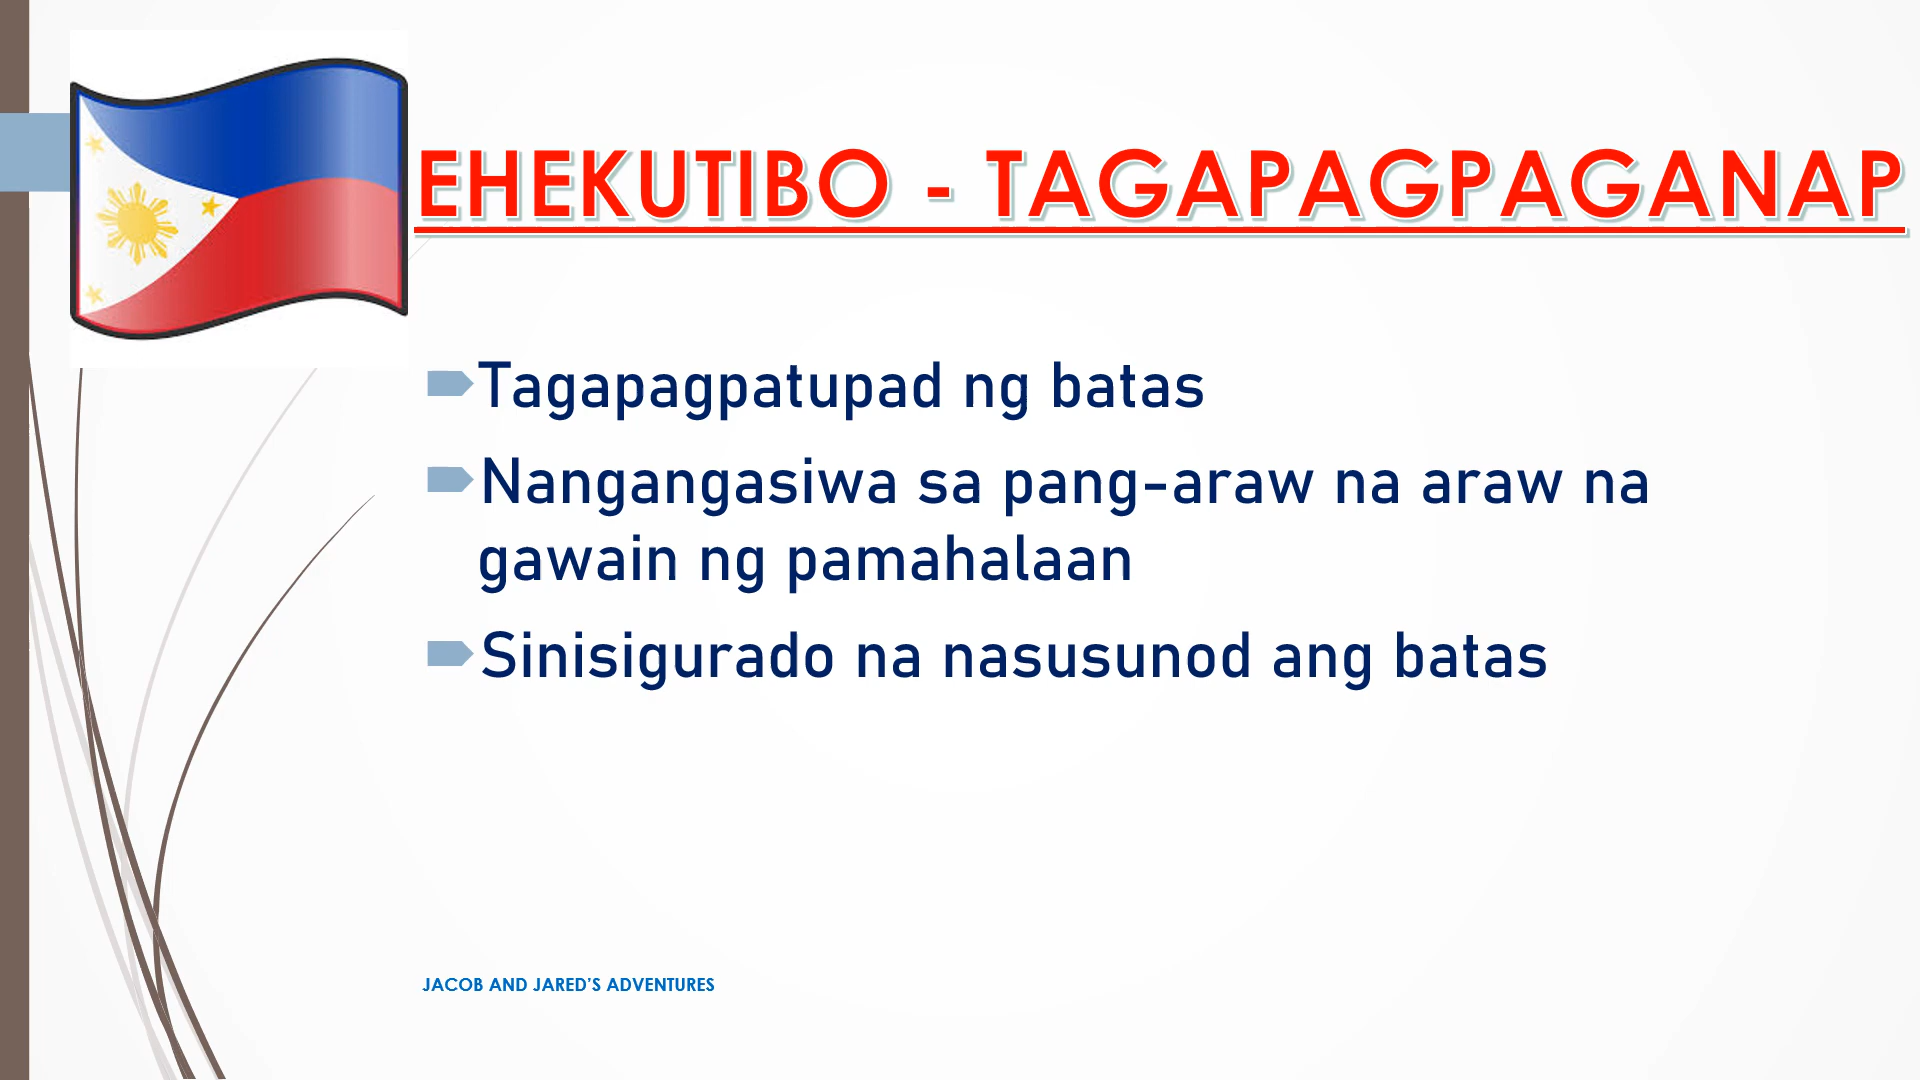 EHEKUTIBO - TAGAPAGPAGANAP
Tagapagpatupad ng batas
Nangangasiwa sa pang-araw na araw na
gawain ng pamahalaan
Sinisigurado na nasusunod ang batas
JACOB AND JARED'S ADVENTURES